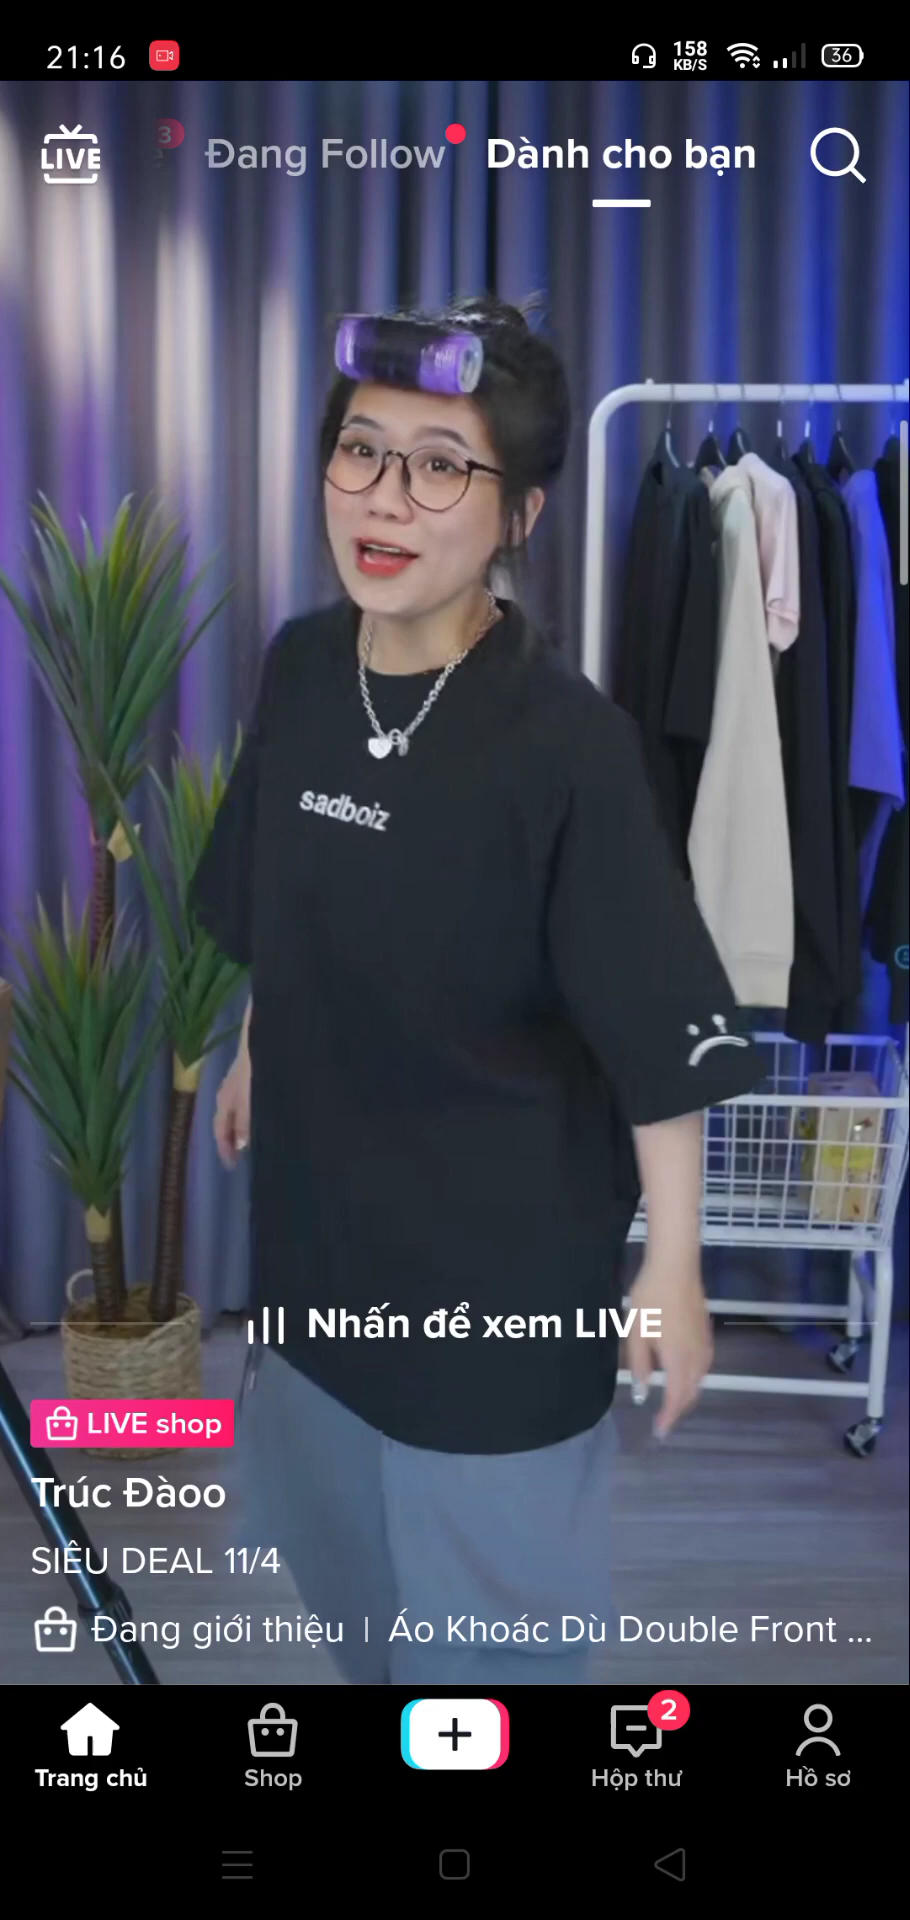 21:16
158
KB/S
36
LIVE
3
Đang Follow
Dành cho bạn
sadboiz
Nhấn để xem LIVE
LIVE shop
Trúc Đàoo
SIÊU DEAL 11/4
Đang giới thiệu | Áo Khoác Dù Double Front ...
2
Trang chủ
Shop
Hộp thư
Hồ sơ